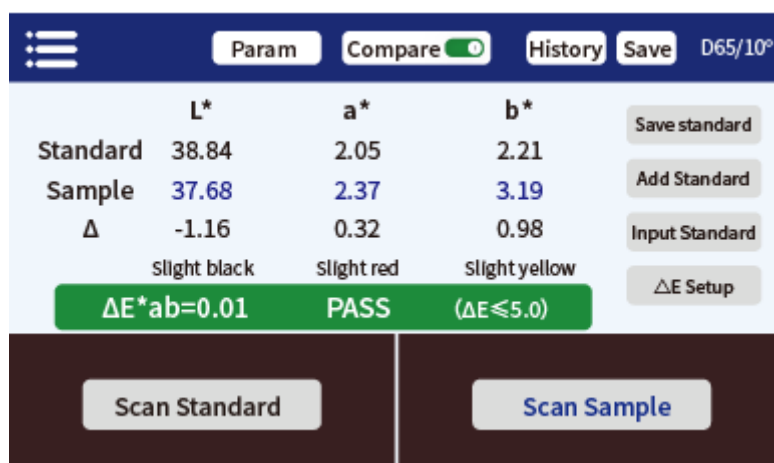 Param Compare History Save D65/10°
L* a* b*
Save standard
Standard 38.84 2.05 2.21
Sample 37.68 2.37 3.19
Add Standard
Δ -1.16 0.32 0.98
Input Standard
Slight black Slight red Slight yellow
△E Setup
ΔE*ab=0.01 PASS (ΔE≤5.0)
Scan Standard Scan Sample